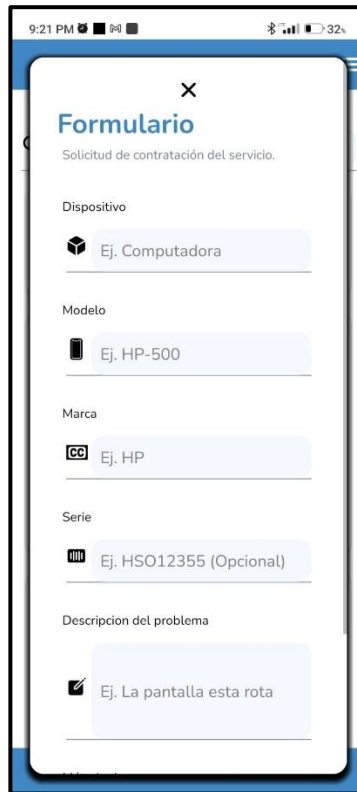 9:21 PM
32%
Formulario
Solicitud de contratación del servicio.
Dispositivo
Ej. Computadora
Modelo
Ej. HP-500
Marca
CC
Ej. HP
Serie
Ej. HSO12355 (Opcional)
Descripcion del problema
Ej. La pantalla esta rota